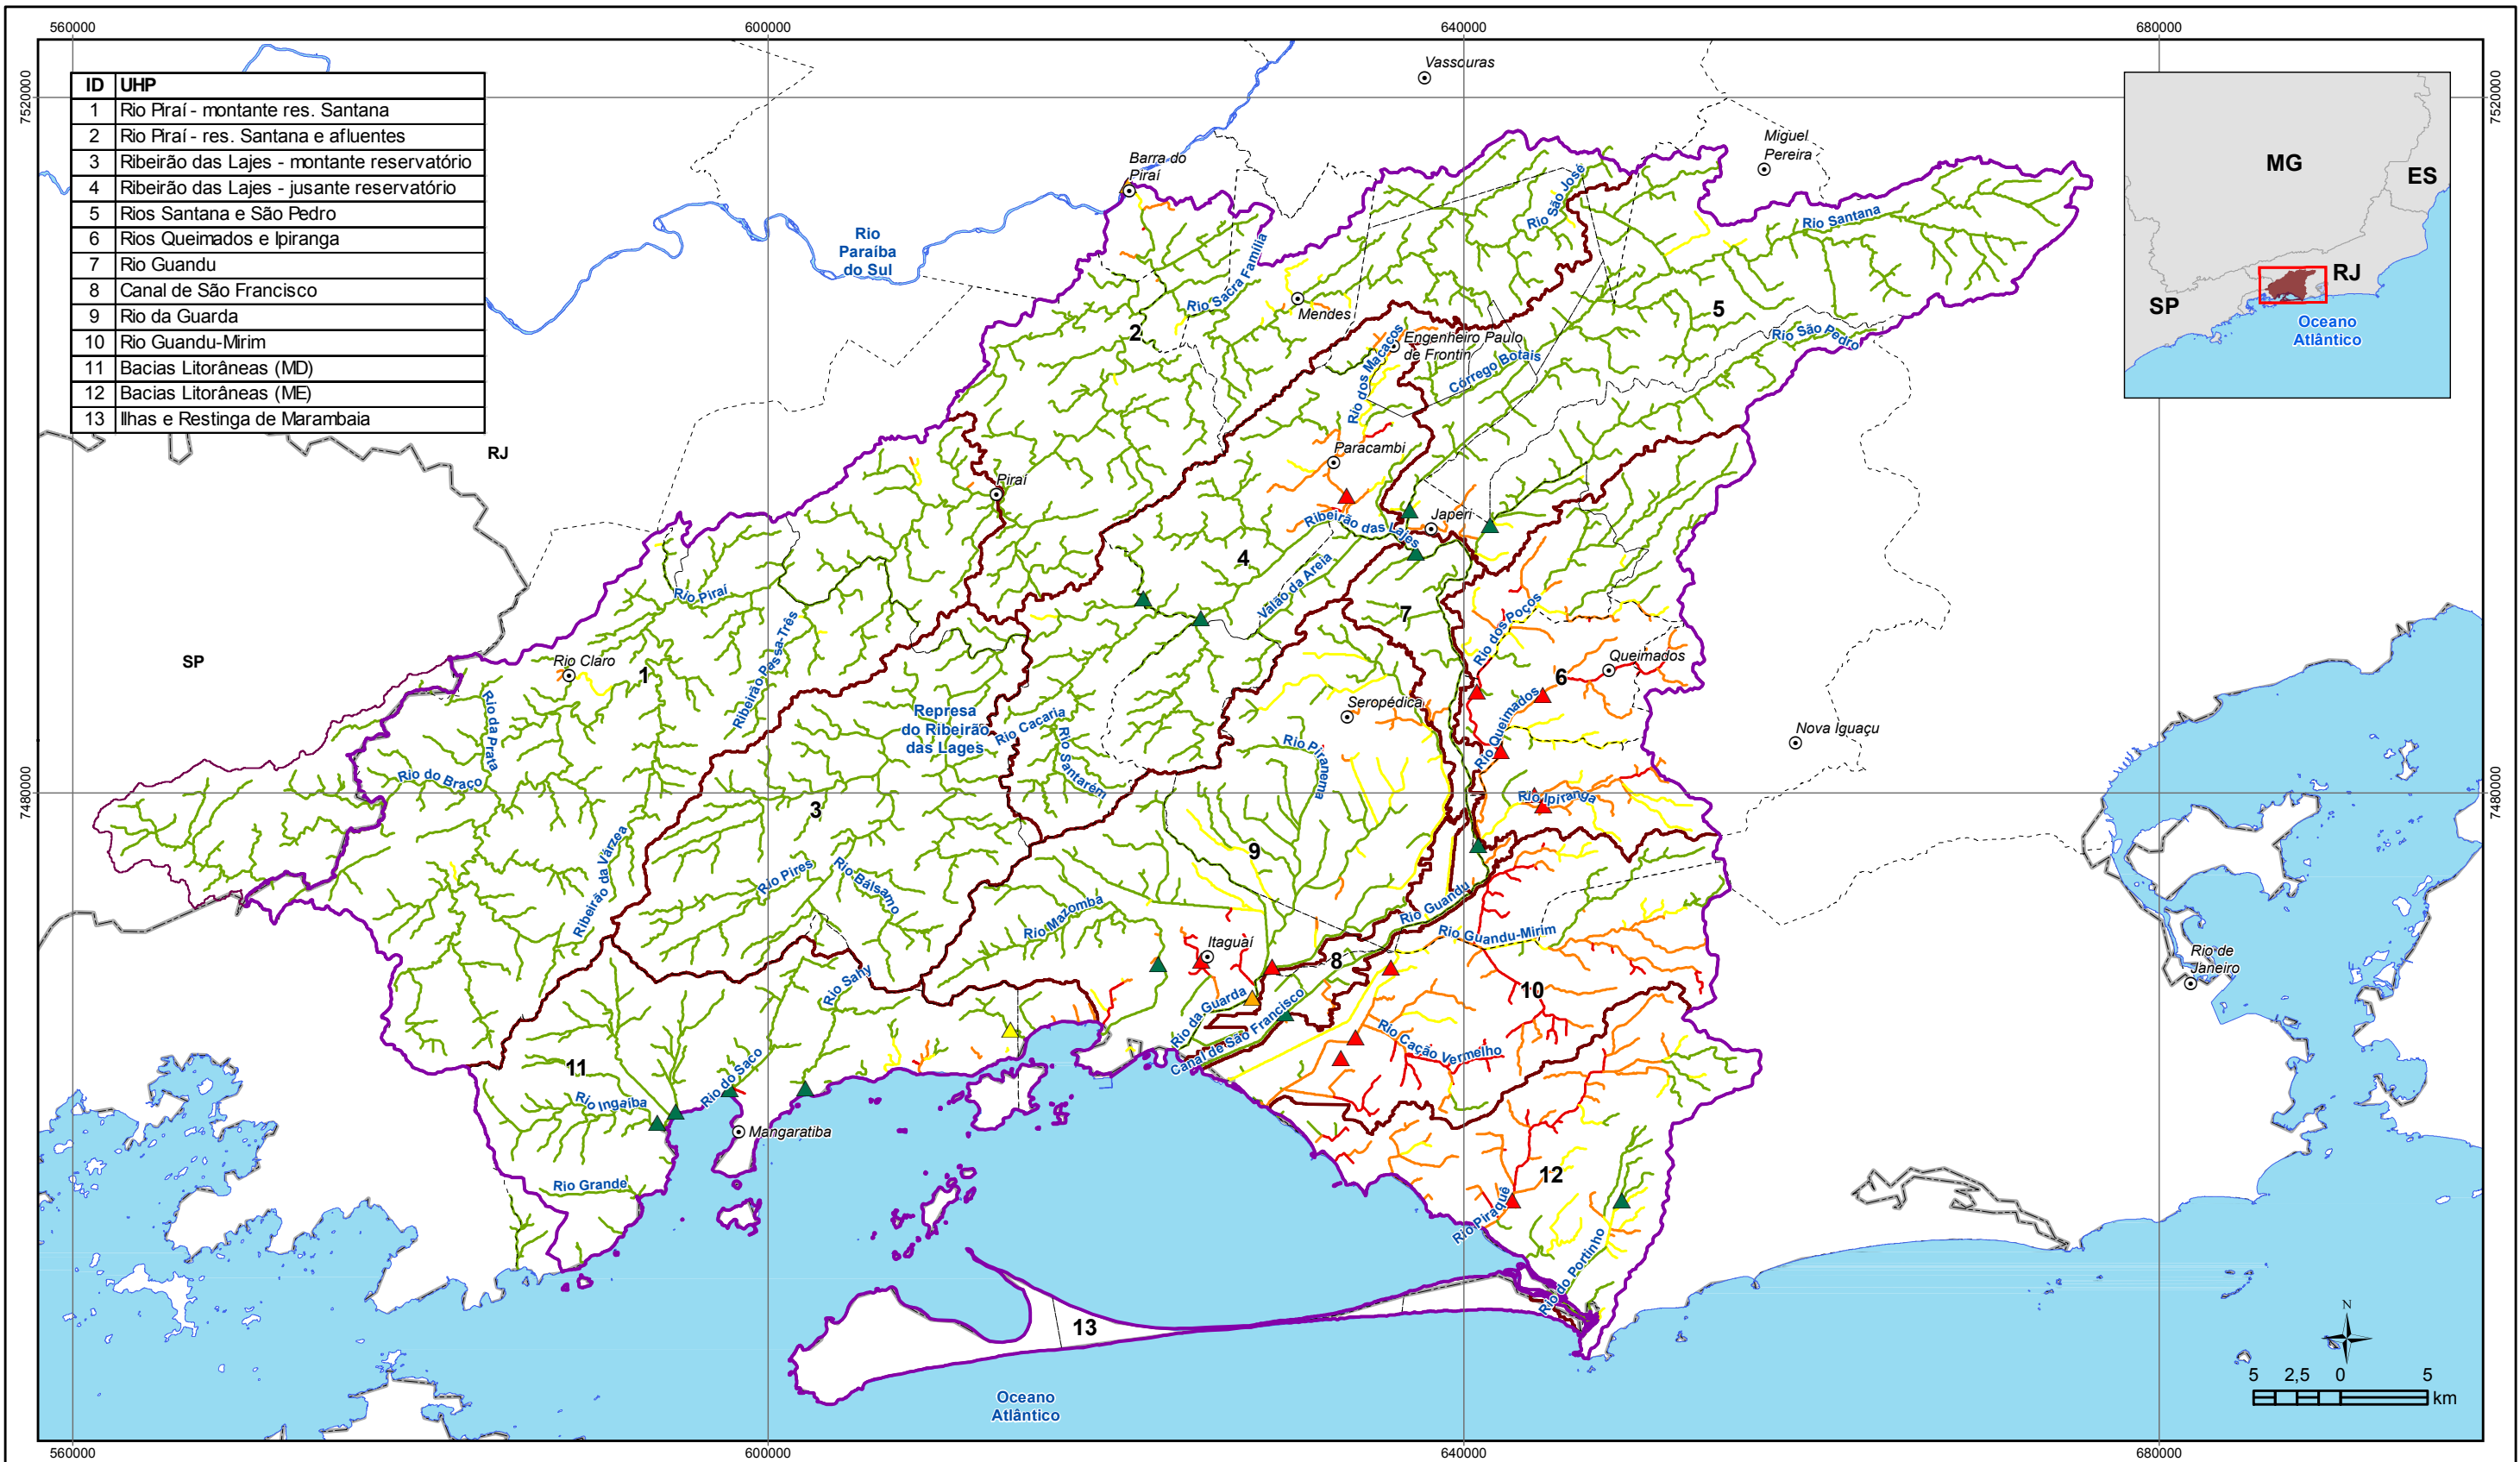 560000
600000
640000
680000
7520000
7520000
ID UHP
1 Rio Piraí - montante res. Santana
2 Rio Piraí - res. Santana e afluentes
3 Ribeirão das Lajes - montante reservatório
4 Ribeirão das Lajes - jusante reservatório
5 Rios Santana e São Pedro
6 Rios Queimados e Ipiranga
7 Rio Guandu
8 Canal de São Francisco
9 Rio da Guarda
10 Rio Guandu-Mirim
11 Bacias Litorâneas (MD)
12 Bacias Litorâneas (ME)
13 Ilhas e Restinga de Marambaia
MG
ES
RJ
SP
Oceano
Atlântico
Vassouras
Miguel
Pereira
Barra do
Piraí
Rio
Paraíba
do Sul
Rio São José
Rio Santana
Rio Sacra Família
Mendes
5
2
Rio São Pedro
Engenheiro Paulo
de Frontin
Rio dos Macacos
Córrego Botais
RJ
Paracambi
Piraí
Ribeirão das Lajes
Japeri
4
Valão da Areia
7
Rio Piraí
Rio dos Poços
Ribeirão Passa-Três
SP
Rio Claro
1
6
Queimados
Rio da Prata
Represa
do Ribeirão
das Lages
Rio Cacaria
Rio Santarém
Seropédica
Rio Queimados
Nova Iguaçu
Rio Piranema
Rio do Braço
7480000
7480000
3
Rio Ipiranga
9
Ribeirão da Várzea
Rio Pires
Rio Bálsamo
Rio Mazomba
Rio Guandu
Rio Guandu-Mirim
Itaguaí
8
Rio de
Janeiro
Rio Sahy
10
Rio da Guarda
Canal de São Francisco
Rio Cação Vermelho
11
Rio do Saco
Rio Ingaíba
Mangaratiba
Rio Grande
12
Rio Piraquê
Rio do Portinho
13
N
Oceano
Atlântico
5 2,5 0 5
km
560000
600000
640000
680000